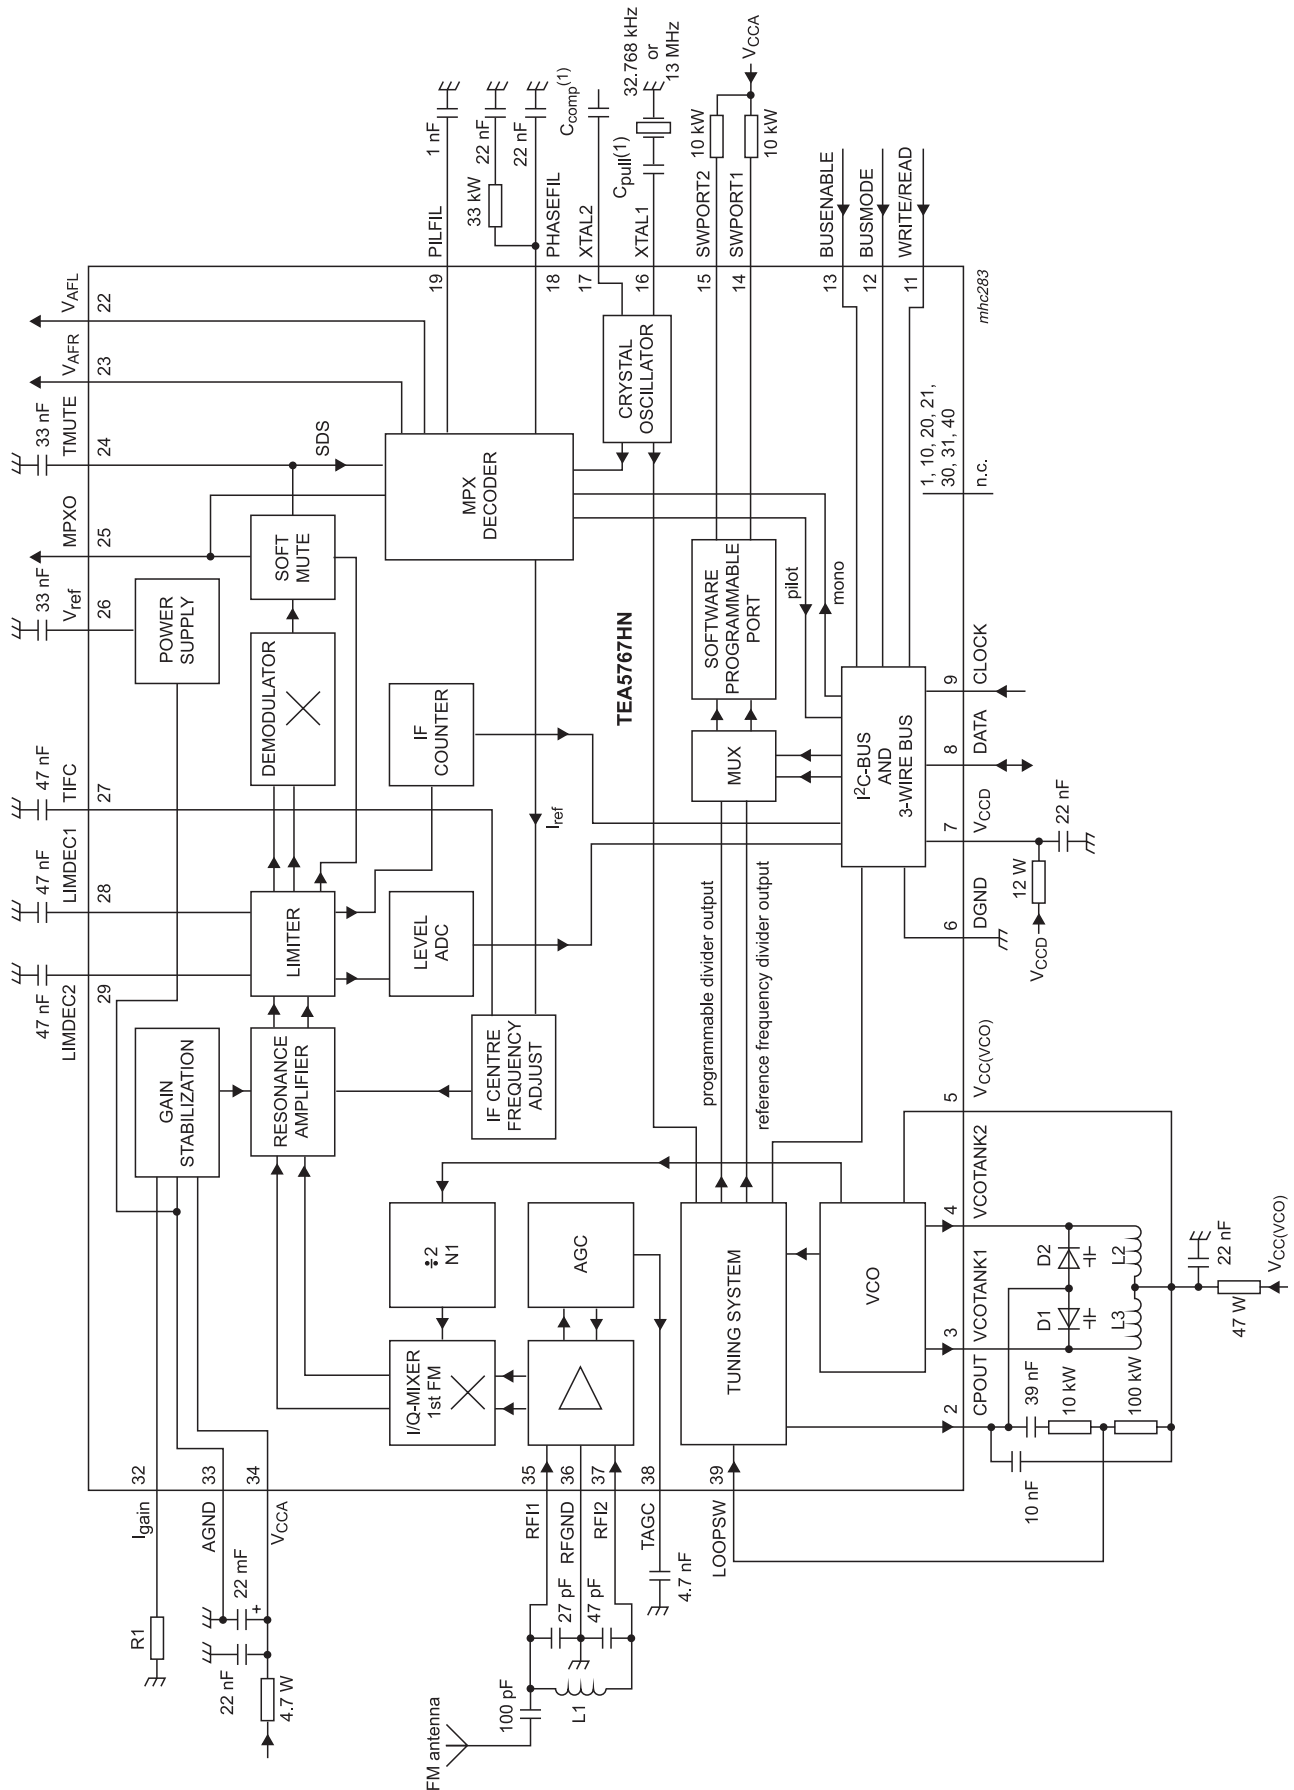 Igain
32
R1
AGND
33
22 mF
+
VCCA
34
22 nF
4.7 W
GAIN
STABILIZATION
LIMDEC2
29
47 nF
LIMDEC1
28
47 nF
TIFC
27
47 nF
Vref
26
33 nF
MPXO
25
TMUTE
24
33 nF
VAFR
23
VAFL
22
POWER
SUPPLY
RESONANCE
AMPLIFIER
LIMITER
DEMODULATOR
SOFT
MUTE
SDS
LEVEL
ADC
IF
COUNTER
MPX
DECODER
IF CENTRE
FREQUENCY
ADJUST
Iref
PILFIL
19
1 nF
33 kW
22 nF
22 nF
PHASEFIL
18
XTAL2
17
Ccomp(1)
XTAL1
16
Cpull(1)
32.768 kHz
or
13 MHz
CRYSTAL
OSCILLATOR
÷2
N1
I/Q-MIXER
1st FM
AGC
FM antenna
100 pF
L1
27 pF
47 pF
RFI1
35
RFGND
36
RFI2
37
TAGC
38
4.7 nF
LOOPSW
39
TEA5767HN
programmable divider output
reference frequency divider output
TUNING SYSTEM
MUX
SOFTWARE
PROGRAMMABLE
PORT
SWPORT2
15
10 kW
SWPORT1
14
10 kW
VCCA
pilot
mono
VCO
I2C-BUS
AND
3-WIRE BUS
BUSENABLE
13
BUSMODE
12
WRITE/READ
11
1, 10, 20, 21,
30, 31, 40
n.c.
mhc283
2
CPOUT
3
VCOTANK1
4
VCOTANK2
5
VCC(VCO)
6
DGND
7
VCCD
8
DATA
9
CLOCK
10 nF
39 nF
10 kW
100 kW
D1
D2
L3
L2
22 nF
47 W
VCC(VCO)
VCCD
12 W
22 nF